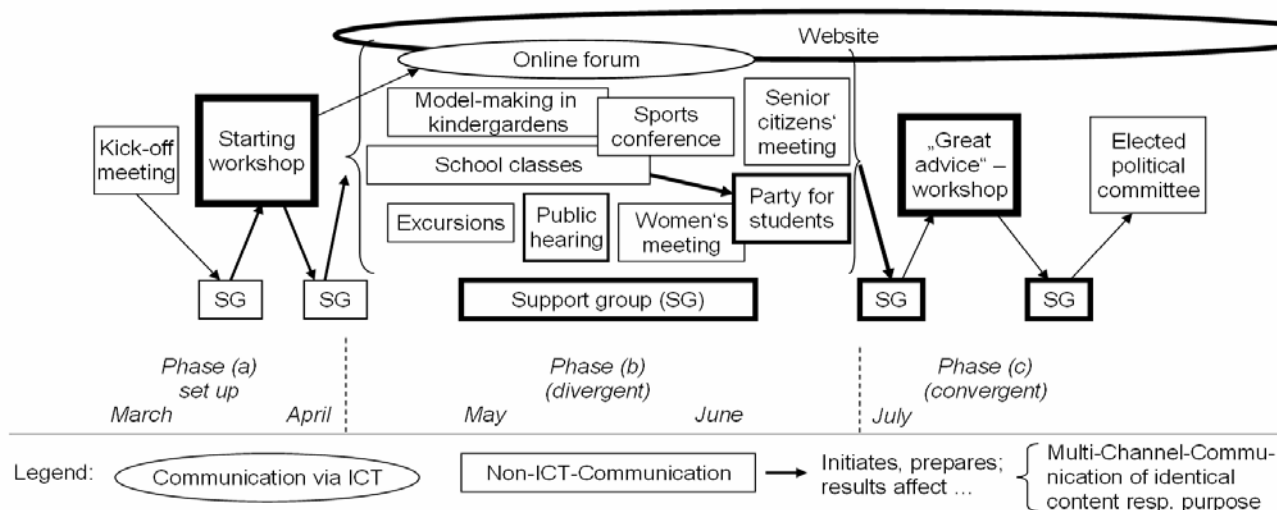 Website
Online forum
Kick-off
meeting
Starting
workshop
Model-making in
kindergardens
Sports
conference
Senior
citizens‘
meeting
School classes
Excursions
Public
hearing
Women's
meeting
Party for
students
„Great
advice“ –
workshop
Elected
political
committee
SG
SG
Support group (SG)
SG
SG
Phase (a)
set up
Phase (b)
(divergent)
Phase (c)
(convergent)
March
April
May
June
July
Legend:
Communication via ICT
Non-ICT-Communication
Initiates, prepares;
results affect ...
Multi-Channel-Commu-
nication of identical
content resp. purpose